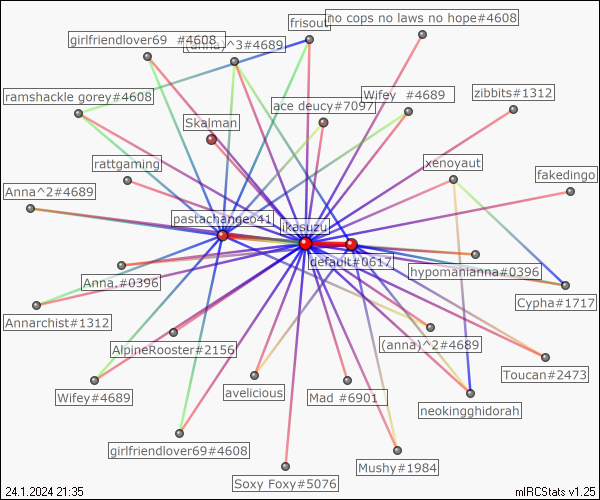 no cops no laws no hope#4608
frisout
girlfriendlover69 #4608
(anna)^3#4689
ramshackle gorey#4608
Wifey #4689
zibbits#1312
ace deucy#7097
Skalman
rattgaming
xenoyaut
fakedingo
Anna^2#4689
pastachange041
ikasuzu
default#0617
hypomanianna#0396
Anna.#0396
Cypha#1717
Annarchist#1312
AlpineRooster#2156
(anna)^2#4689
Toucan#2473
Wifey#4689
avelicious
Mad #6901
neokingghidorah
girlfriendlover69#4608
Mushy#1984
Soxy Foxy#5076
24.1.2024 21:35
mIRCStats v1.25